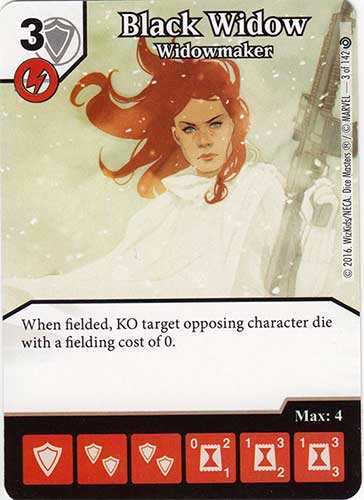 3
Black Widow
Widowmaker
© 2016. WizKids/NECA. Dice Masters ® / © MARVEL — 3 of 142
When fielded, KO target opposing character die
with a fielding cost of 0.
Max: 4
0 2 1
1 3 2
1 3 3